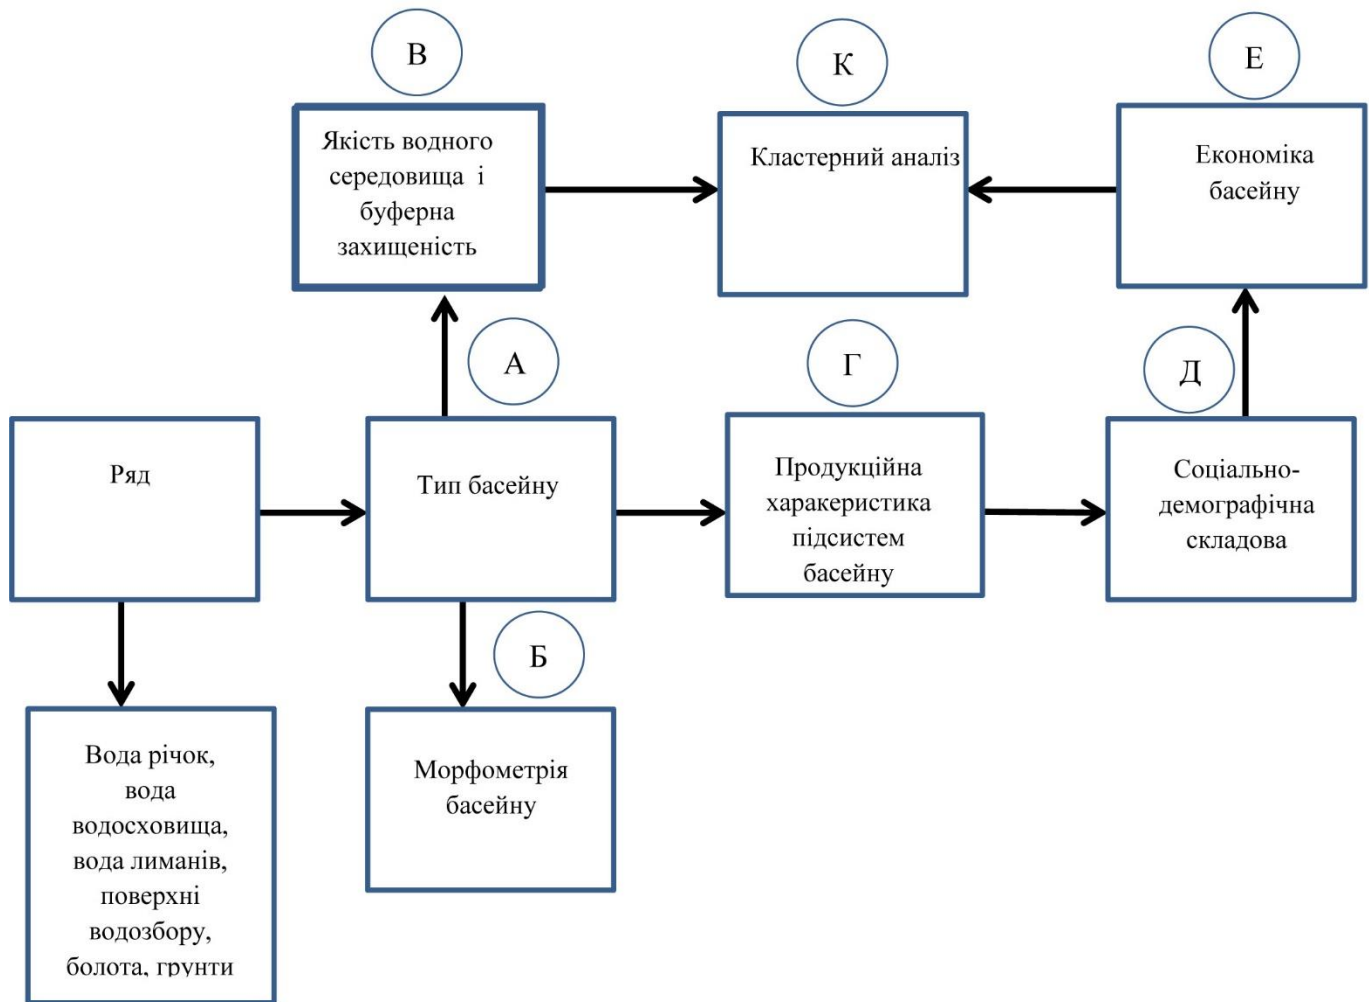 В
К
Е
Якість водного
середовища і
буферна
захищеність
Кластерний аналіз
Економіка
басейну
А
Г
Д
Ряд
Тип басейну
Продукційна
характеристика
підсистем
басейну
Соціально-
демографічна
складова
Б
Вода річок,
вода
водосховища,
вода лиманів,
поверхні
водозбору,
болота, грунти
Морфометрія
басейну